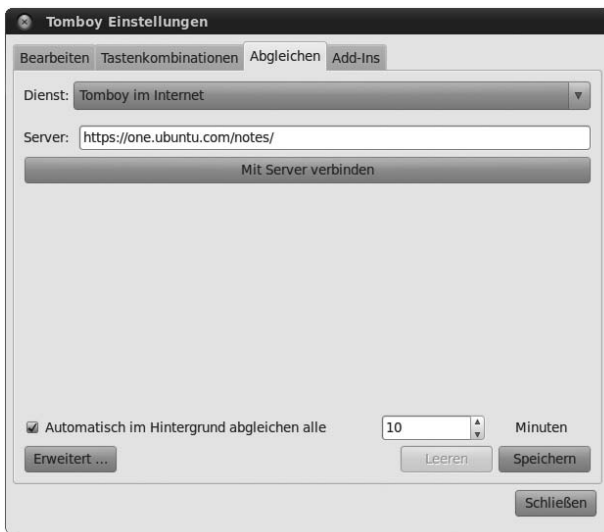 Tomboy Einstellungen
Bearbeiten Tastenkombinationen Abgleichen Add-Ins
Dienst: Tomboy im Internet
Server: https://one.ubuntu.com/notes/
Mit Server verbinden
Automatisch im Hintergrund abgleichen alle 10 Minuten
Erweitert ... Leeren Speichern
Schließen